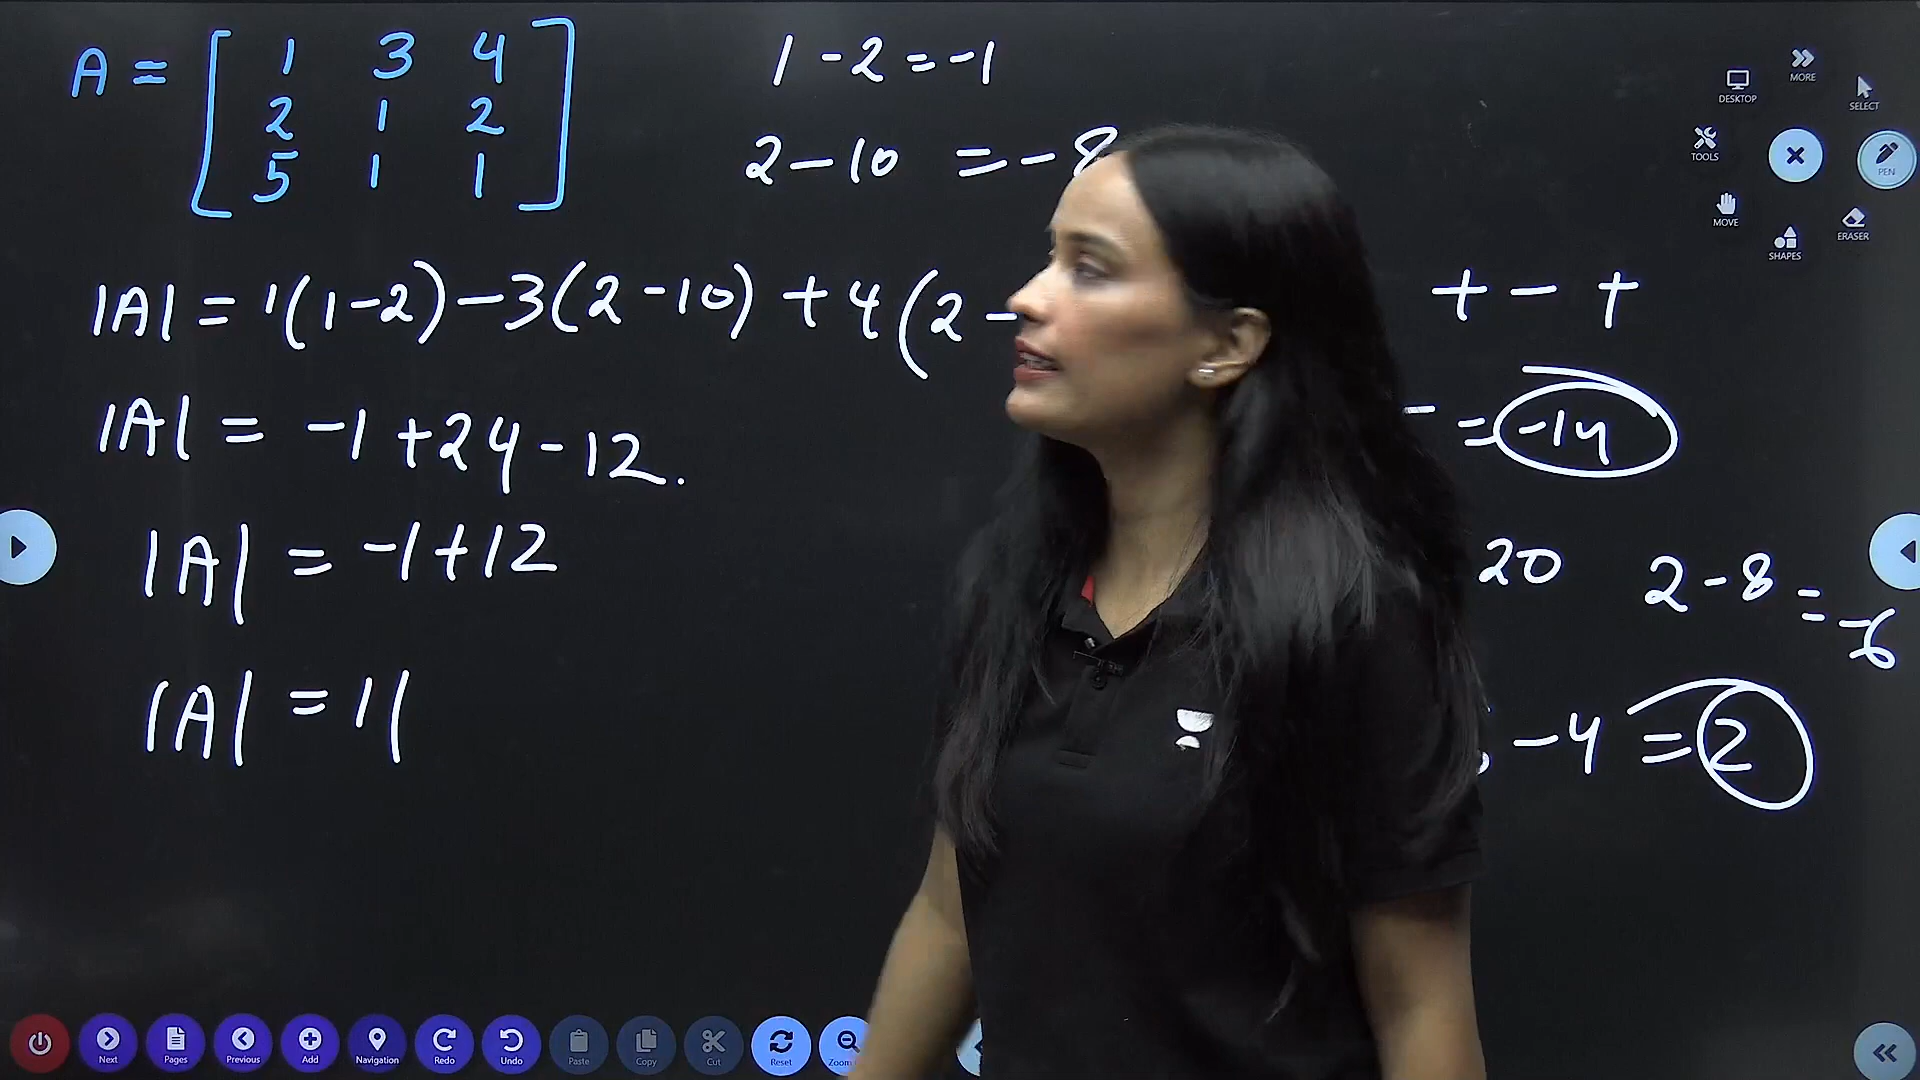 A = [ 1 3 4
2 1 2
5 1 1 ]
1 - 2 = -1
2 - 10 = - 8
|A| = 1(1-2) - 3(2-10) + 4(2 -
+ - +
|A| = -1 + 24 - 12.
- = -14
|A| = -1 + 12
20
2 - 8 = -6
|A| = 11
- 4 = 2
MORE
DESKTOP
SELECT
TOOLS
PEN
MOVE
ERASER
SHAPES
Next Pages Previous Add Navigation Redo Undo Paste Copy Cut Reset Zoom